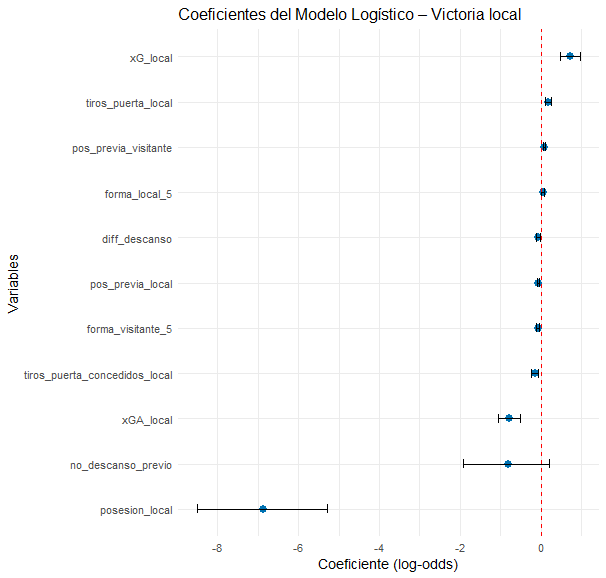 Coeficientes del Modelo Logístico – Victoria local
Variables
xG_local
tiros_puerta_local
pos_previa_visitante
forma_local_5
diff_descanso
pos_previa_local
forma_visitante_5
tiros_puerta_concedidos_local
xGA_local
no_descanso_previo
posesion_local
-8 -6 -4 -2 0
Coeficiente (log-odds)